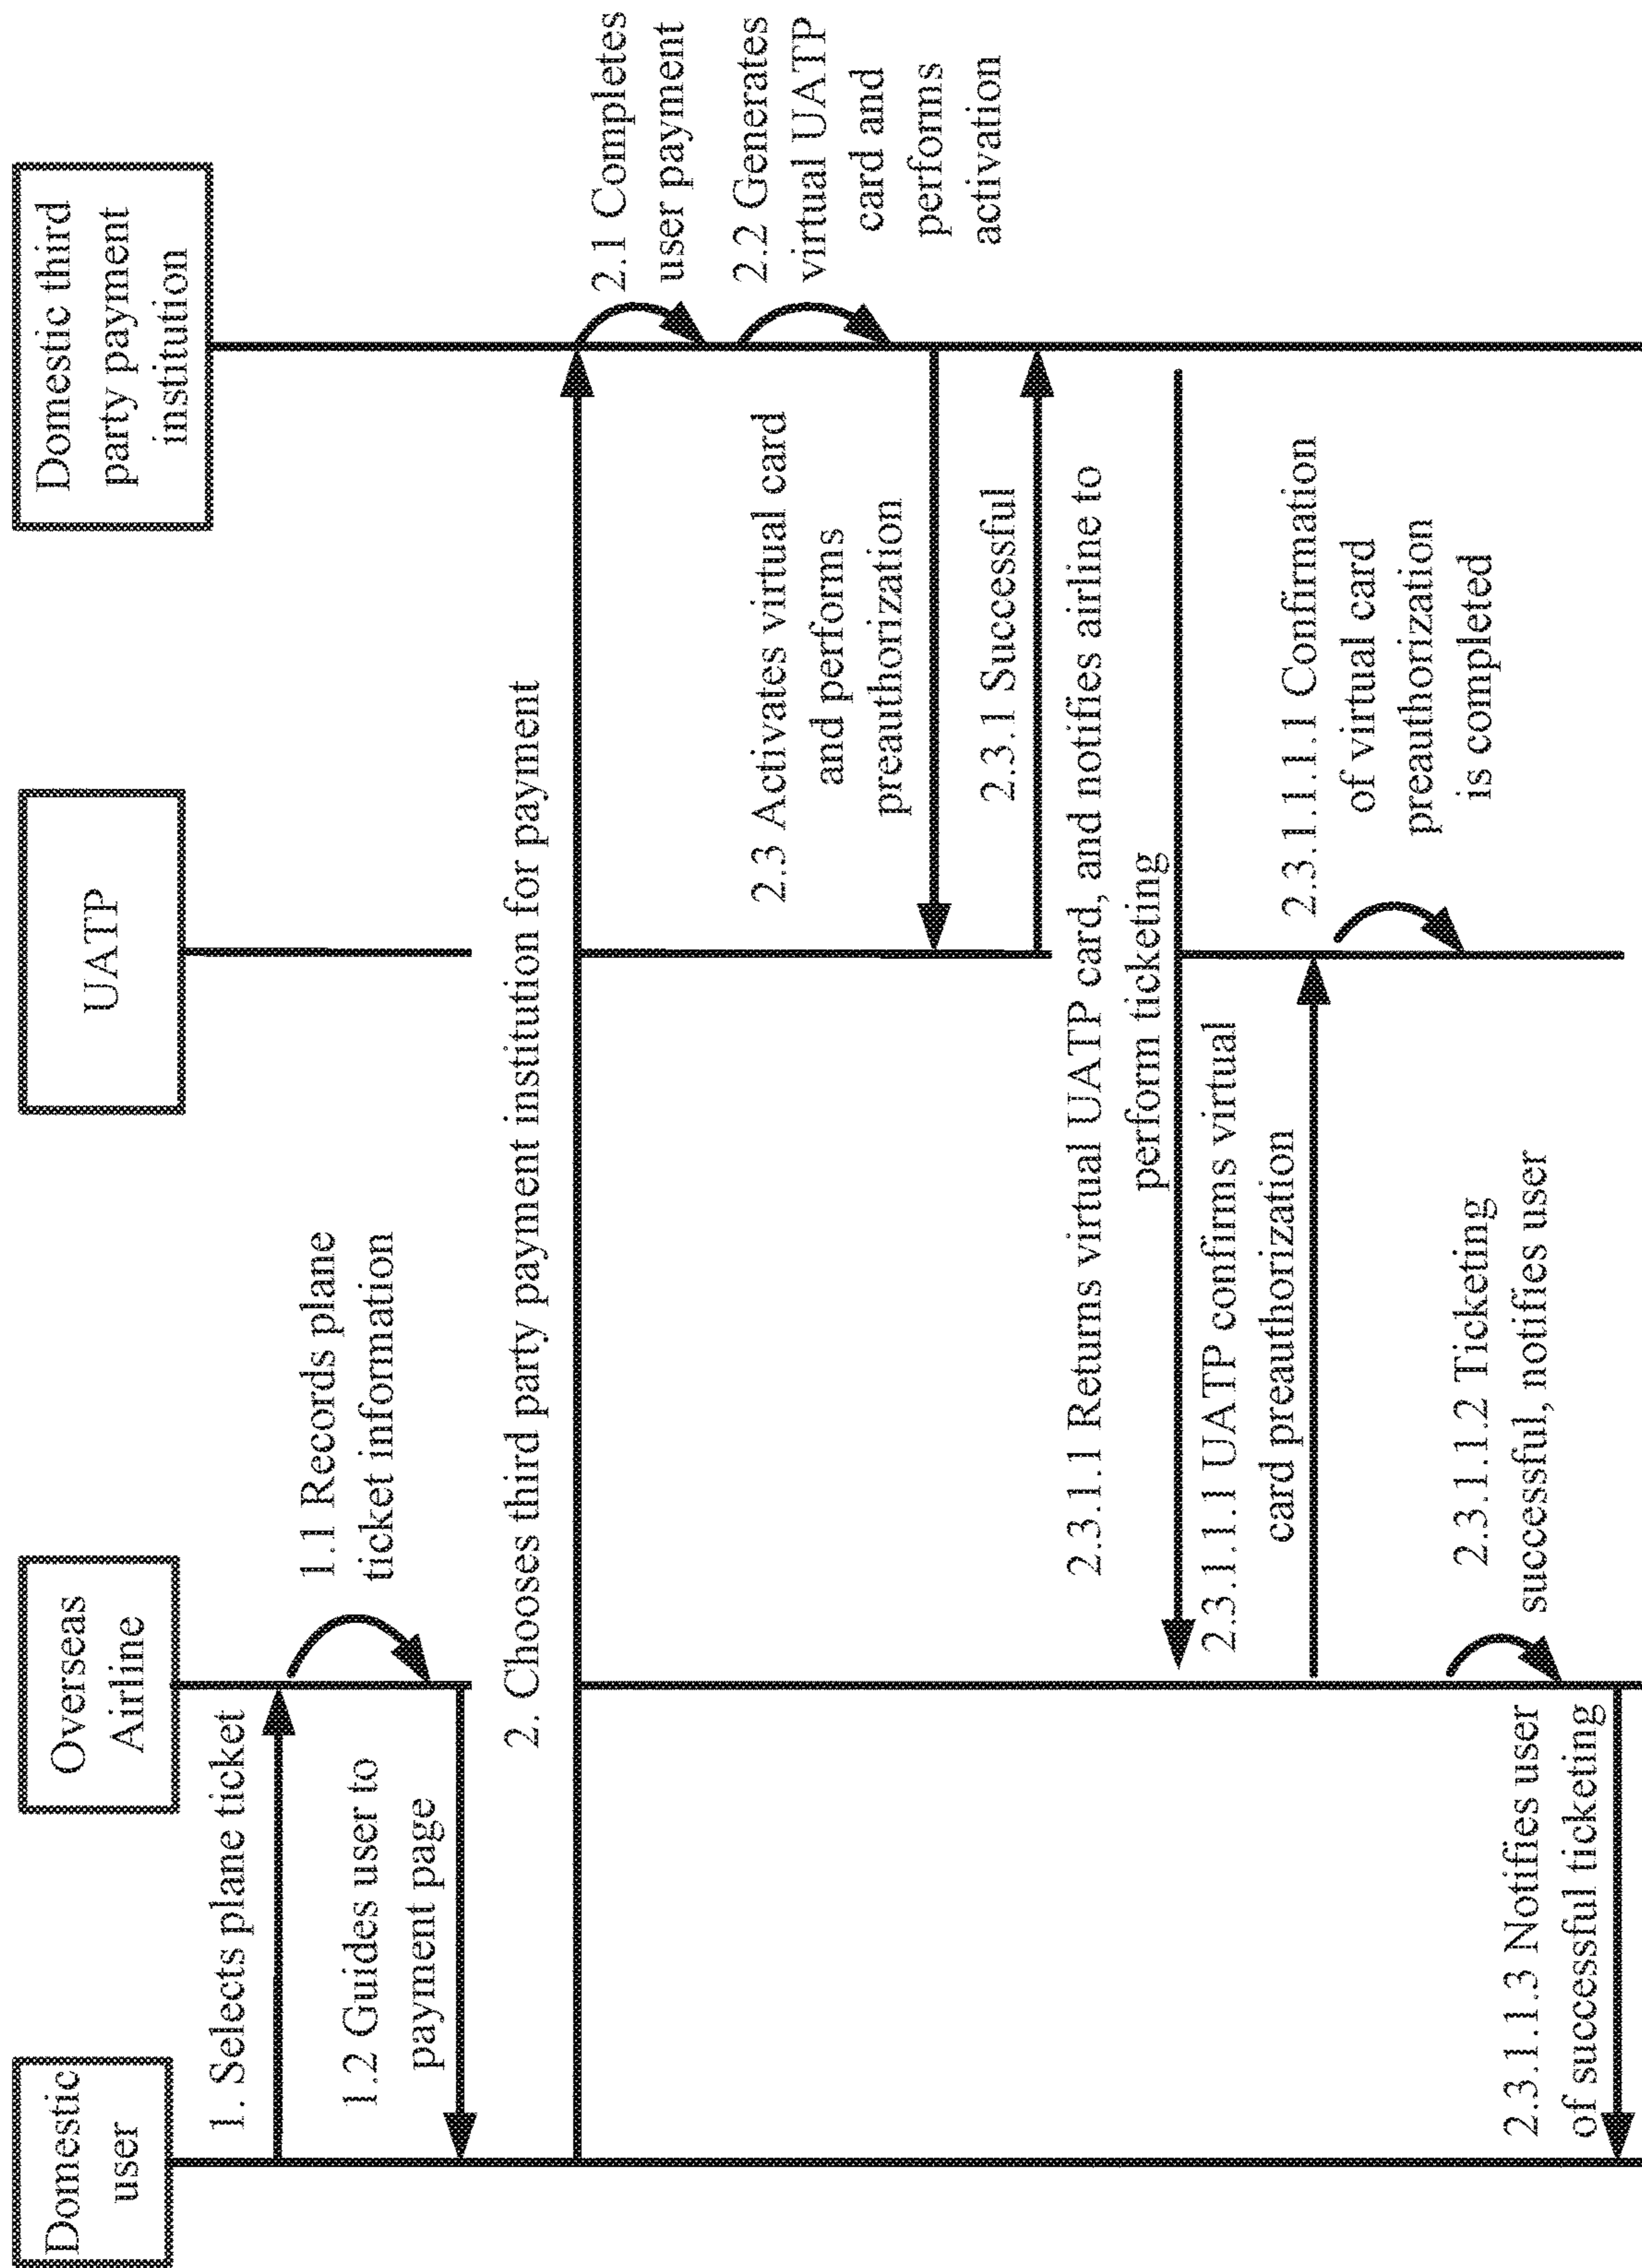 Domestic
user
Overseas
Airline
UATP
Domestic third
party payment
institution
1. Selects plane ticket
1.1 Records plane
ticket information
1.2 Guides user to
payment page
2. Chooses third party payment institution for payment
2.1 Completes
user payment
2.2 Generates
virtual UATP
card and
performs
activation
2.3 Activates virtual card
and performs
preauthorization
2.3.1 Successful
2.3.1.1 Returns virtual UATP card, and notifies airline to
perform ticketing
2.3.1.1.1 UATP confirms virtual
card preauthorization
2.3.1.1.1.1 Confirmation
of virtual card
preauthorization
is completed
2.3.1.1.2 Ticketing
successful, notifies user
2.3.1.1.3 Notifies user
of successful ticketing